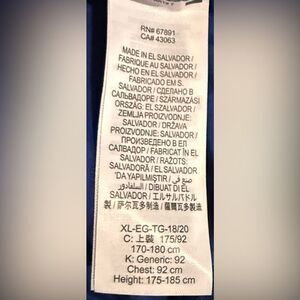 RN# 67891
CA# 43063
MADE IN EL SALVADOR/
FABRIQUE AU SALVADOR/
HECHO EN EL SALVADOR/
FABRICADO EM S.
SALVADOR / СДЕЛАНО В
САЛЬВАДОРЕ / SZÁRMAZÁSI
ORSZÁG: EL SZALVADOR/
ZEMLJA PROIZVODNJE:
SALVADOR / DRŽAVA
PROIZVODNJE: SALVADOR/
ПРОИЗВЕДЕНО В ЕЛ
САЛВАДОР / FABRICAT ÎN EL
SALVADOR / RAŽOTS:
SALVADORĀ / EL SALVADOR
'DA YAPILMIŞTIR / صنع في
السلفادور / DIBUAT DI EL
SALVADOR / エルサルバドル
製 / 萨尔瓦多制造 / 薩爾瓦多製
造
XL-EG-TG-18/20
C: 上裝 175/92
170-180 cm
K: Generic: 92
Chest: 92 cm
Height: 175-185 cm